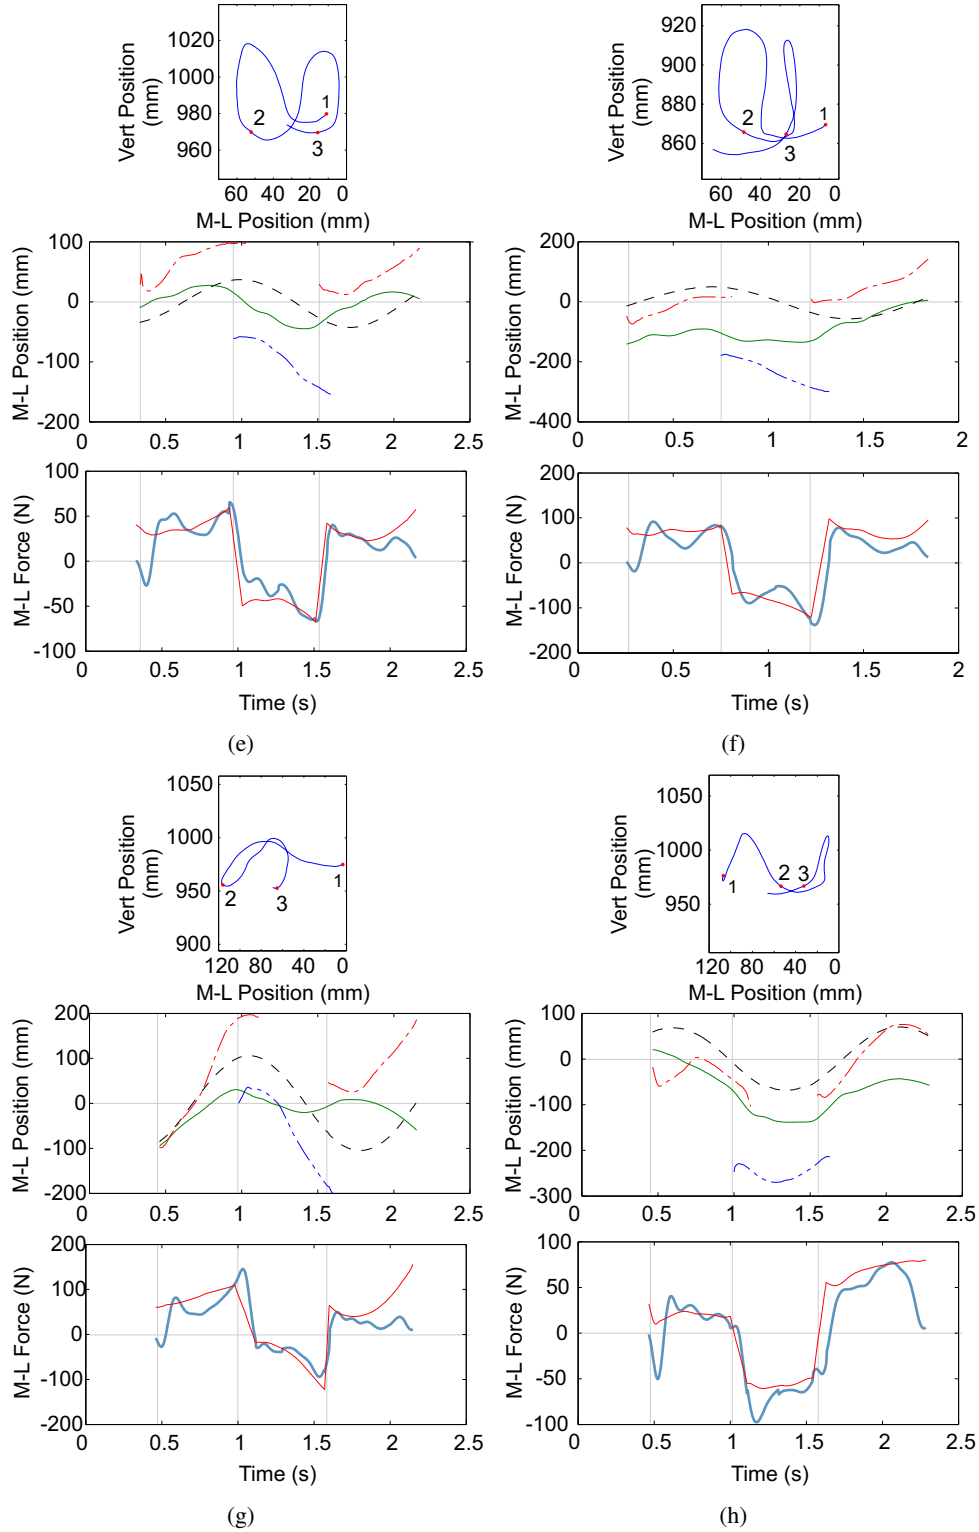 1020
1000
980
960
Vert Position
(mm)
1
2
3
60 40 20 0
M-L Position (mm)
920
900
880
860
Vert Position
(mm)
1
2
3
60 40 20 0
M-L Position (mm)
100
0
-100
-200
M-L Position (mm)
0 0.5 1 1.5 2 2.5
200
0
-200
-400
M-L Position (mm)
0 0.5 1 1.5 2
100
50
0
-50
-100
M-L Force (N)
0 0.5 1 1.5 2 2.5
Time (s)
(e)
200
100
0
-100
-200
M-L Force (N)
0 0.5 1 1.5 2
Time (s)
(f)
1050
1000
950
900
Vert Position
(mm)
1
2
3
120 80 40 0
M-L Position (mm)
1050
1000
950
Vert Position
(mm)
1
2 3
120 80 40 0
M-L Position (mm)
200
100
0
-100
-200
M-L Position (mm)
0 0.5 1 1.5 2 2.5
100
0
-100
-200
-300
M-L Position (mm)
0 0.5 1 1.5 2 2.5
200
100
0
-100
-200
M-L Force (N)
0 0.5 1 1.5 2 2.5
Time (s)
(g)
100
50
0
-50
-100
M-L Force (N)
0 0.5 1 1.5 2 2.5
Time (s)
(h)